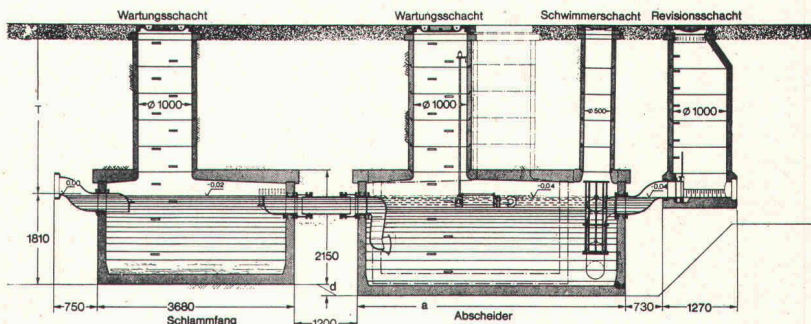 Wartungsschacht Wartungsschacht Schwimmerschacht Revisionsschacht
T
Ø 1000 Ø 1000 Ø 500 Ø 1000
0,00 -0,02 -0,04 -0,04
1810 2150
d
750 3680 1200 a 730 1270
Schlammfang Abscheider